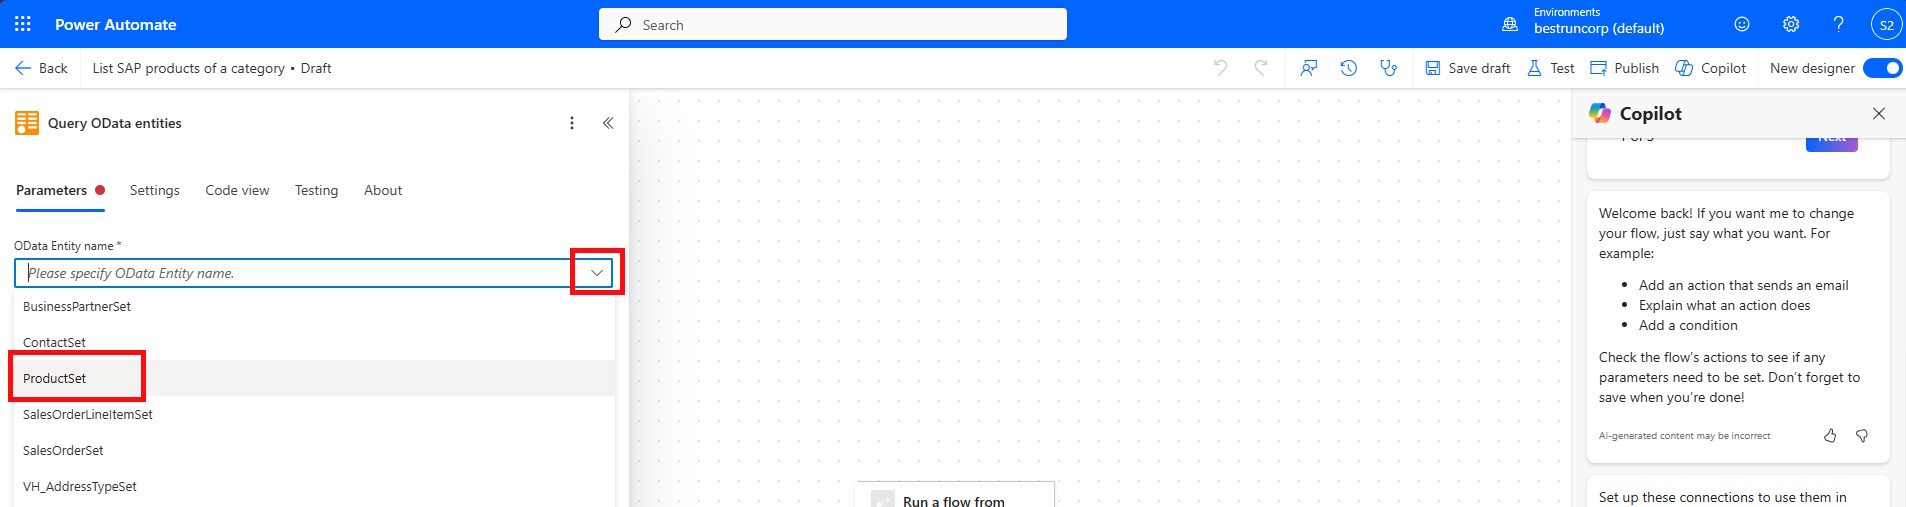 Power Automate
Search
Environments
bestruncorp (default)
S2
Back
List SAP products of a category • Draft
Save draft
Test
Publish
Copilot
New designer
Query OData entities
Parameters
Settings
Code view
Testing
About
OData Entity name *
Please specify OData Entity name.
BusinessPartnerSet
ContactSet
ProductSet
SalesOrderLineItemSet
SalesOrderSet
VH_AddressTypeSet
Run a flow from
Copilot
Next
Welcome back! If you want me to change
your flow, just say what you want. For
example:
• Add an action that sends an email
• Explain what an action does
• Add a condition
Check the flow's actions to see if any
parameters need to be set. Don't forget to
save when you're done!
AI-generated content may be incorrect
Set up these connections to use them in